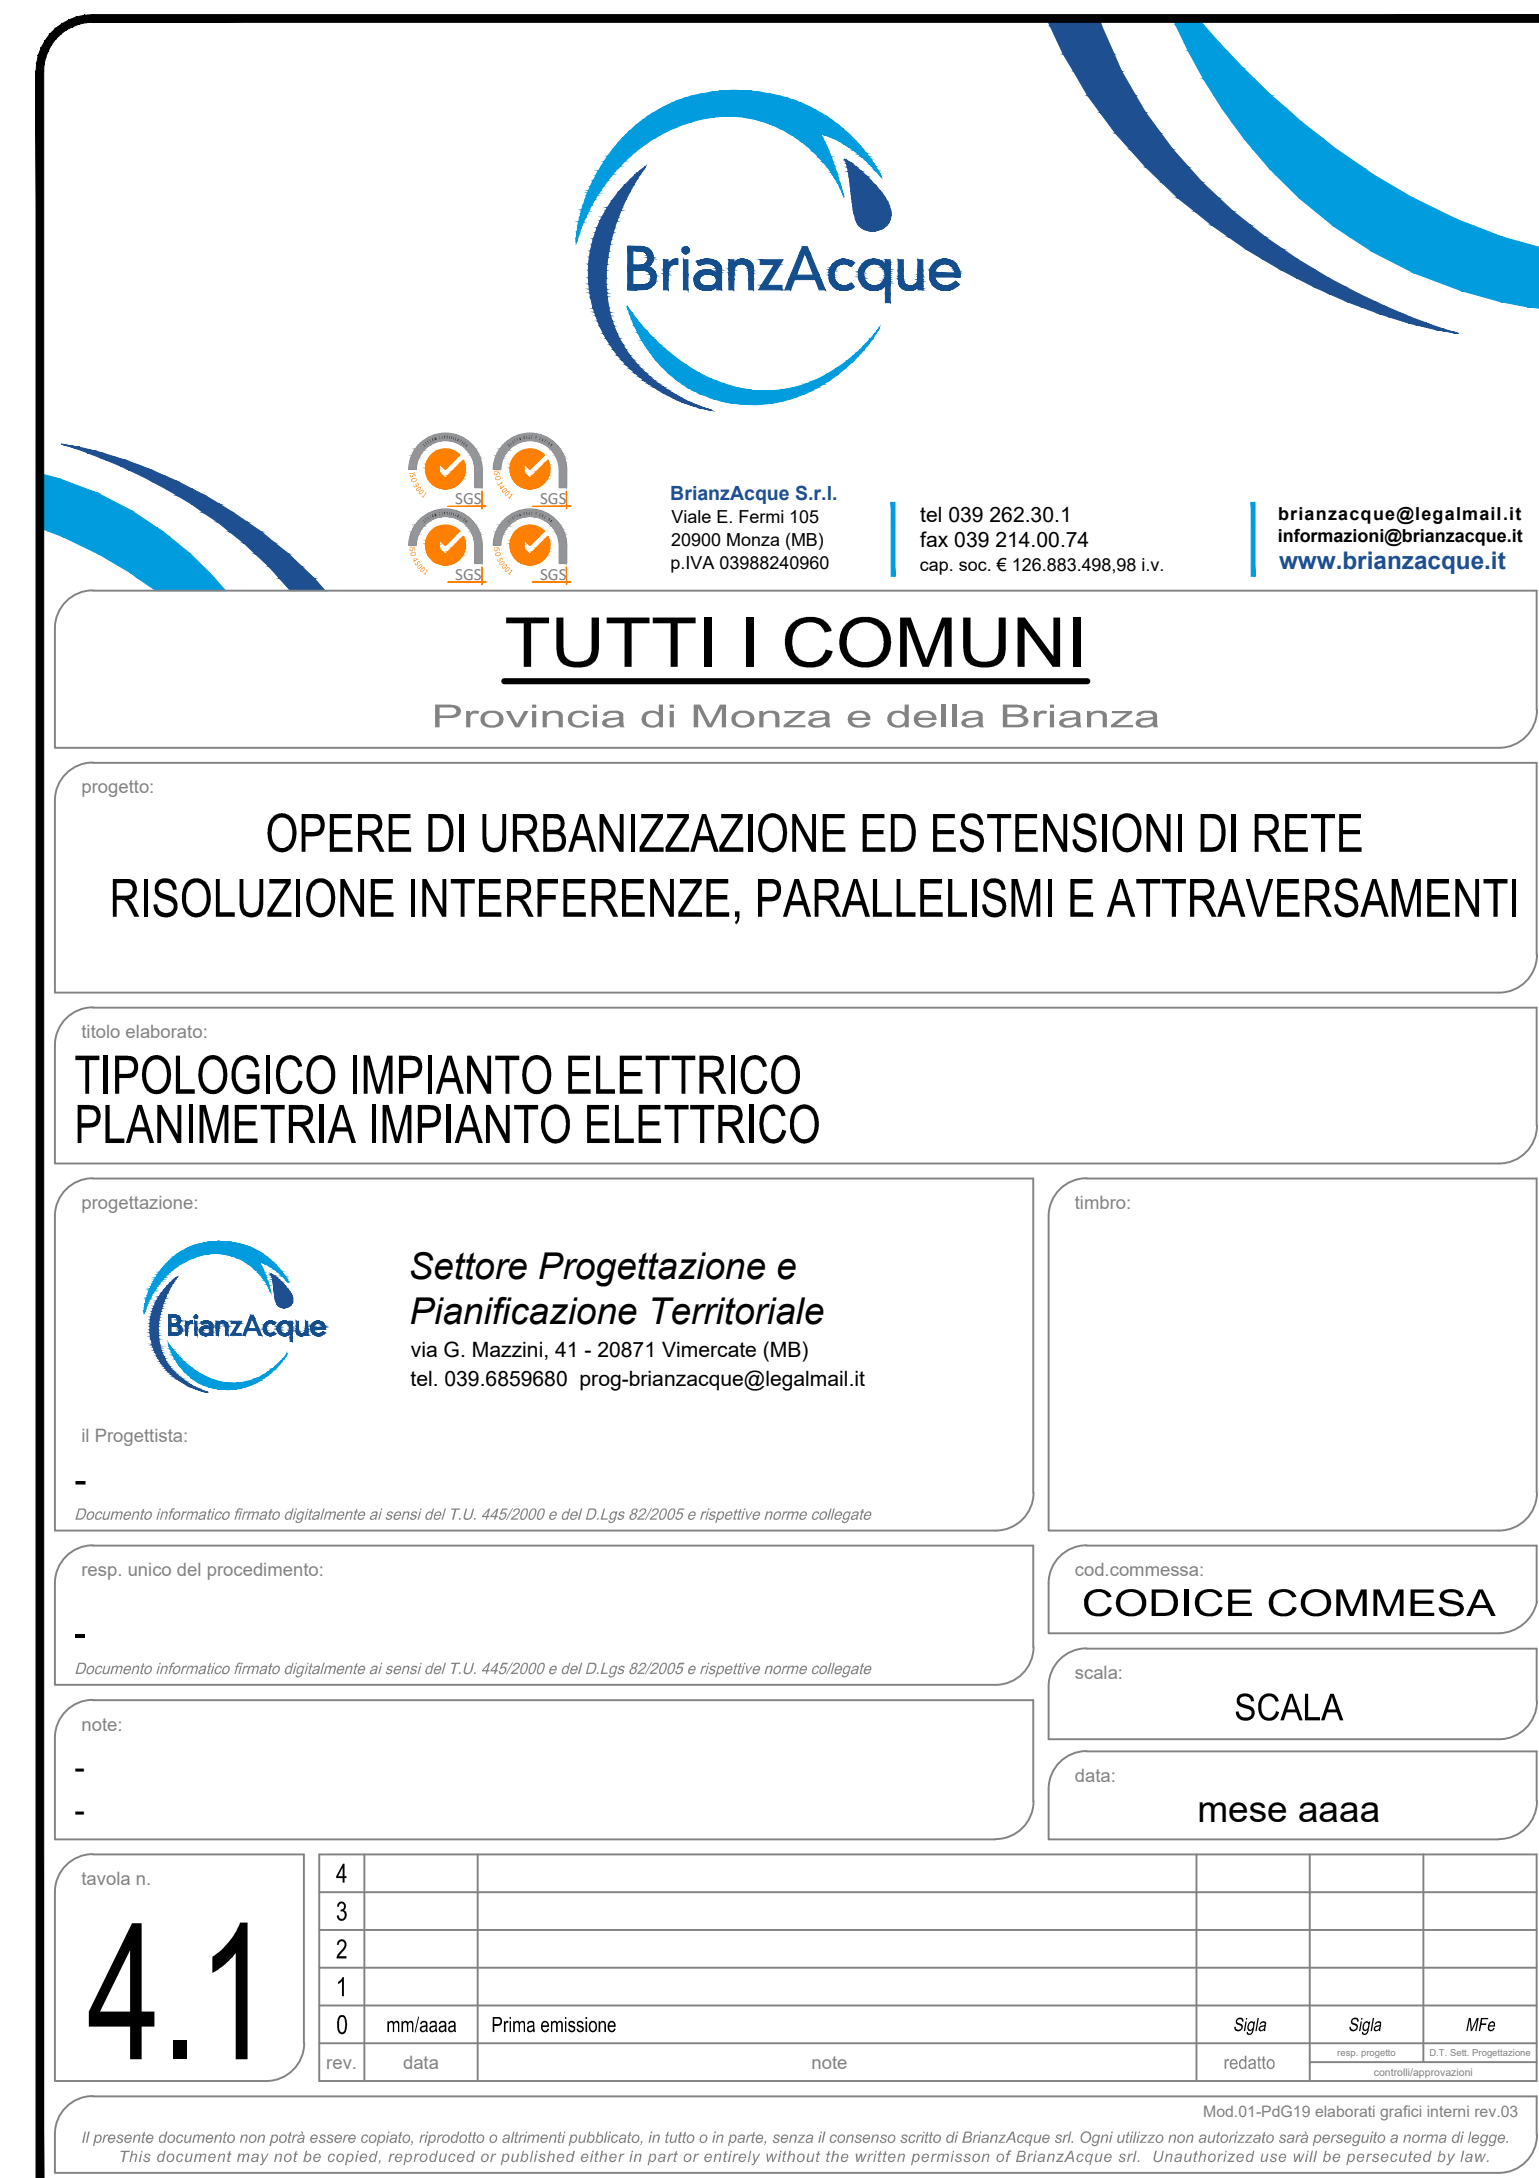 BrianzAcque
ISO 9001
SGS
ISO 14001
SGS
SGS
SGS
BrianzAcque S.r.l.
Viale E. Fermi 105
20900 Monza (MB)
p.IVA 03988240960
tel 039 262.30.1
fax 039 214.00.74
cap. soc. € 126.883.498,98 i.v.
brianzacque@legalmail.it
informazioni@brianzacque.it
www.brianzacque.it
TUTTI I COMUNI
Provincia di Monza e della Brianza
progetto:
OPERE DI URBANIZZAZIONE ED ESTENSIONI DI RETE
RISOLUZIONE INTERFERENZE, PARALLELISMI E ATTRAVERSAMENTI
titolo elaborato:
TIPOLOGICO IMPIANTO ELETTRICO
PLANIMETRIA IMPIANTO ELETTRICO
progettazione:
BrianzAcque
Settore Progettazione e
Pianificazione Territoriale
via G. Mazzini, 41 - 20871 Vimercate (MB)
tel. 039.6859680 prog-brianzacque@legalmail.it
il Progettista:
-
Documento informatico firmato digitalmente ai sensi del T.U. 445/2000 e del D.Lgs 82/2005 e rispettive norme collegate
timbro:
resp. unico del procedimento:
-
Documento informatico firmato digitalmente ai sensi del T.U. 445/2000 e del D.Lgs 82/2005 e rispettive norme collegate
cod.commessa:
CODICE COMMESA
scala:
SCALA
note:
-
-
data:
mese aaaa
tavola n.
4.1
4
3
2
1
0 mm/aaaa Prima emissione Sigla Sigla MFe
rev. data note redatto resp. progetto D.T. Sett. Progettazione
controlli/approvazioni
Mod.01-PdG19 elaborati grafici interni rev.03
Il presente documento non potrà essere copiato, riprodotto o altrimenti pubblicato, in tutto o in parte, senza il consenso scritto di BrianzAcque srl. Ogni utilizzo non autorizzato sarà perseguito a norma di legge.
This document may not be copied, reproduced or published either in part or entirely without the written permisson of BrianzAcque srl. Unauthorized use will be persecuted by law.